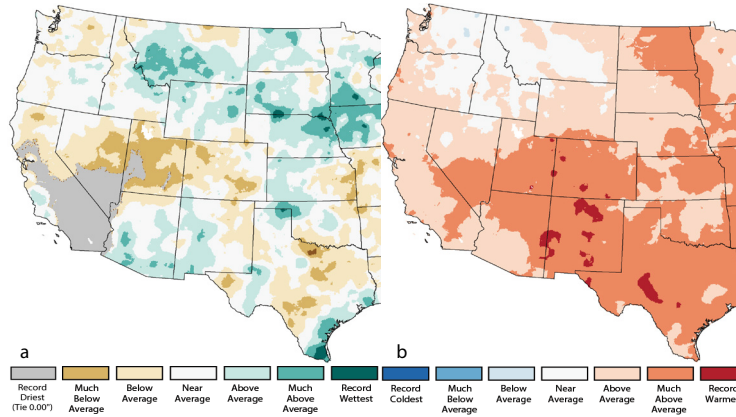 a
b
Record
Driest
(Tie 0.00")
Much
Below
Average
Below
Average
Near
Average
Above
Average
Much
Above
Average
Record
Wettest
Record
Coldest
Much
Below
Average
Below
Average
Near
Average
Above
Average
Much
Above
Average
Record
Warme